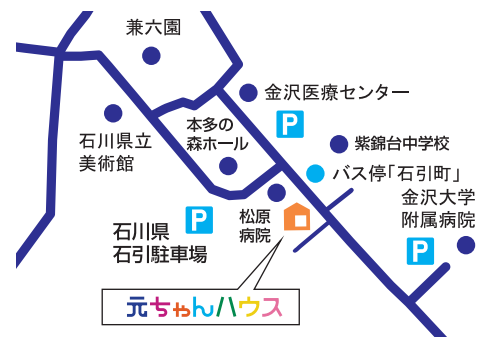 兼六園
金沢医療センター
P
本多の
森ホール
紫錦台中学校
石川県立
美術館
バス停「石引町」
金沢大学
附属病院
P
松原
病院
P
石川県
石引駐車場
元ちゃんハウス